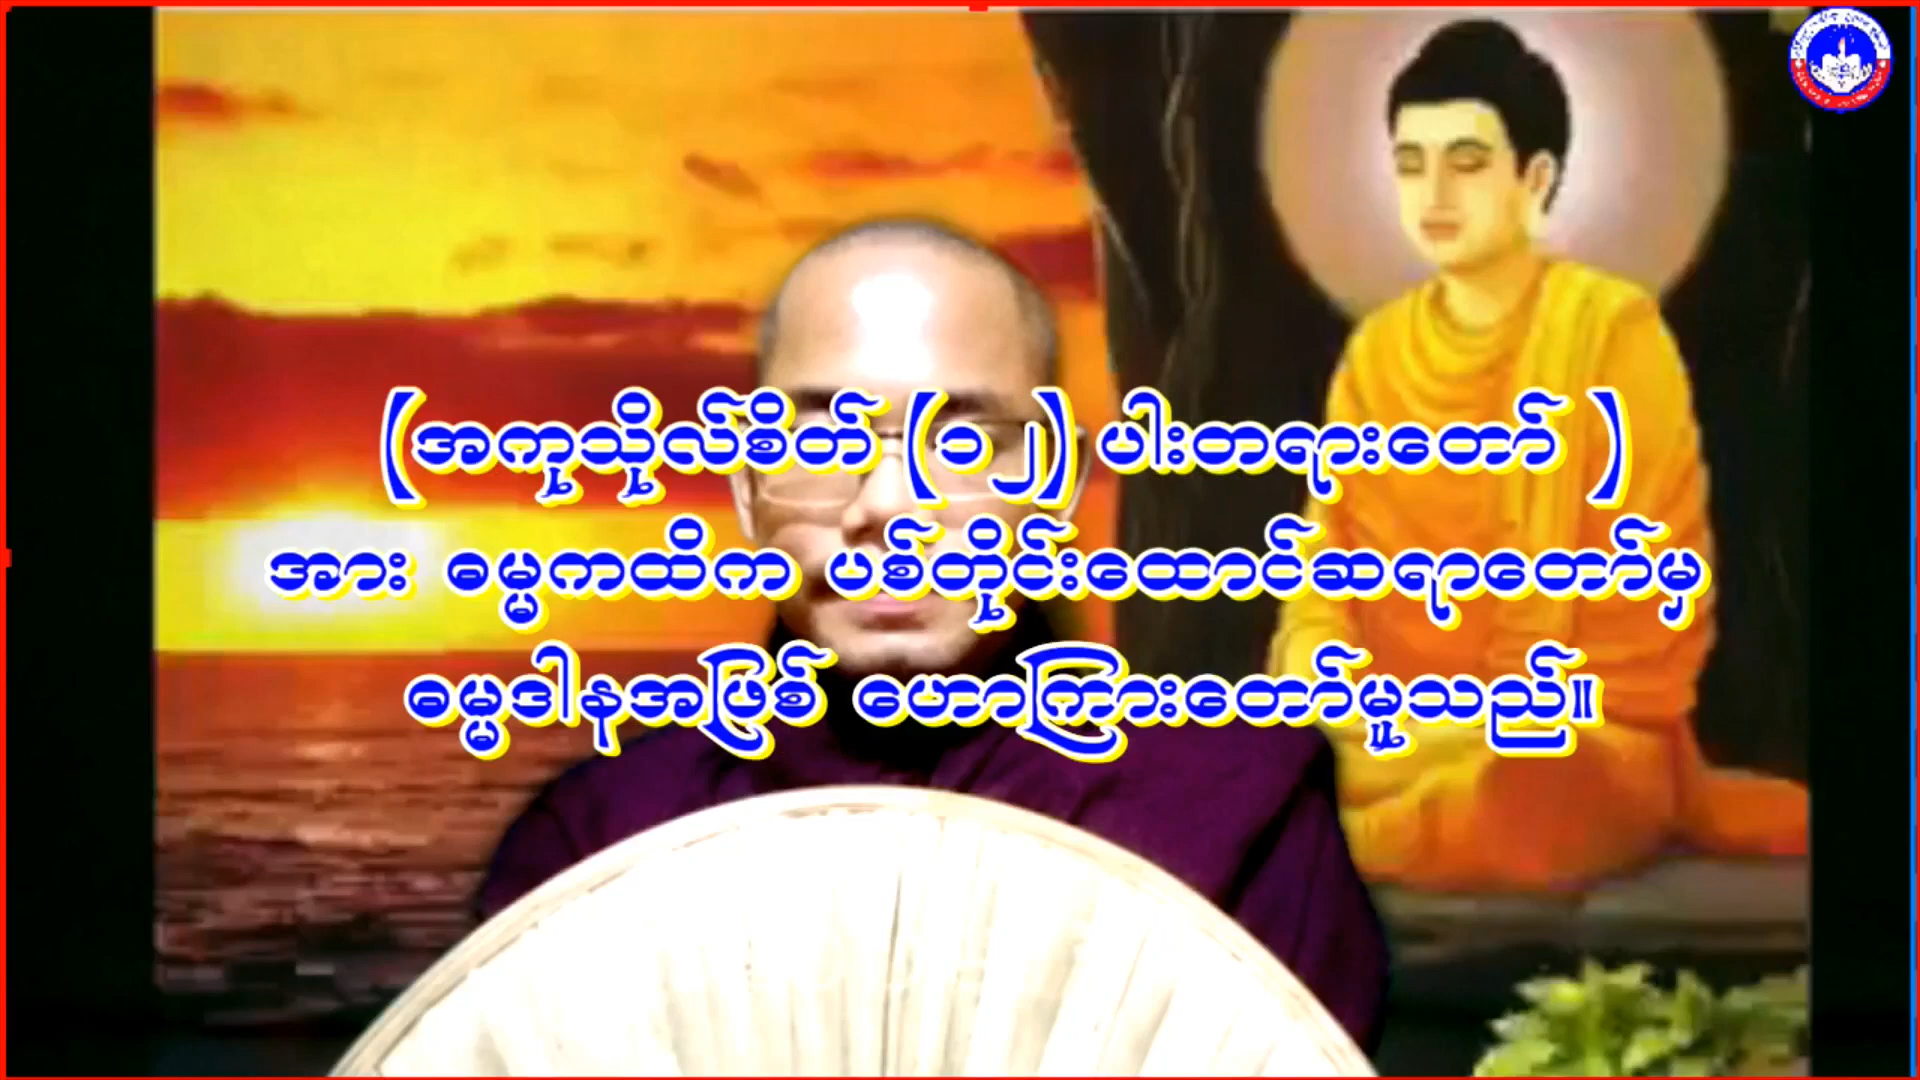 (အကုသိုလ်စိတ် (၁၂) ပါးတရားတော် )
အား ဓမ္မကထိက ပစ်တိုင်းထောင်ဆရာတော်မှ
ဓမ္မဒါနအဖြစ် ဟောကြားတော်မူသည်။